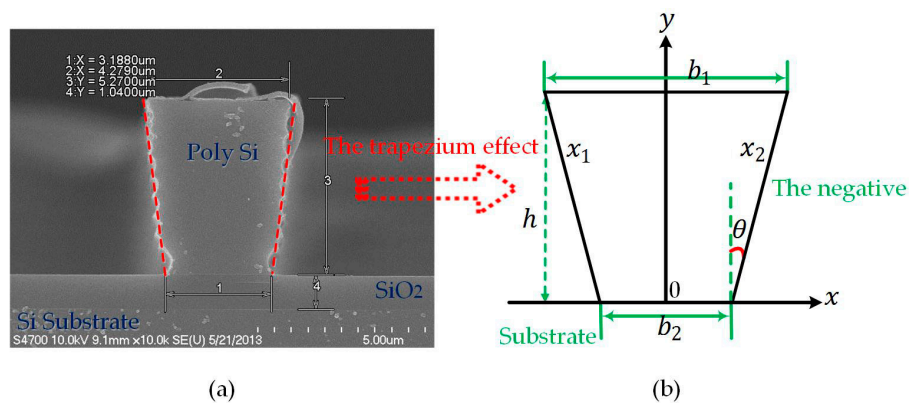 1:X = 3.1880um
2:X = 4.2790um
3:Y = 5.2700um
4:Y = 1.0400um
2
Poly Si
3
1
4
SiO2
Si Substrate
S4700 10.0kV 9.1mm x10.0k SE(U) 5/21/2013
5.00um
The trapezium effect
y
b1
x1
x2
The negative
h
θ
0
x
Substrate
b2
(a)
(b)